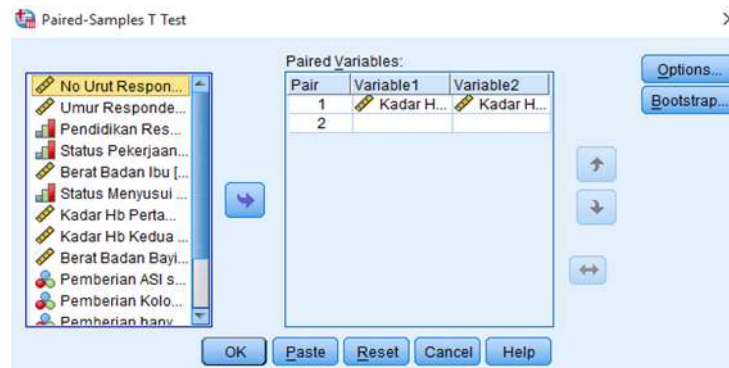 Paired-Samples T Test
No Urut Respon...
Umur Responde...
Pendidikan Res...
Status Pekerjaan...
Berat Badan Ibu [...
Status Menyusui ...
Kadar Hb Perta...
Kadar Hb Kedua ...
Berat Badan Bayi...
Pemberian ASI s...
Pemberian Kolo...
Pemberian bany
Paired Variables:
Pair Variable1 Variable2
1 Kadar H... Kadar H...
2
Options...
Bootstrap...
OK Paste Reset Cancel Help